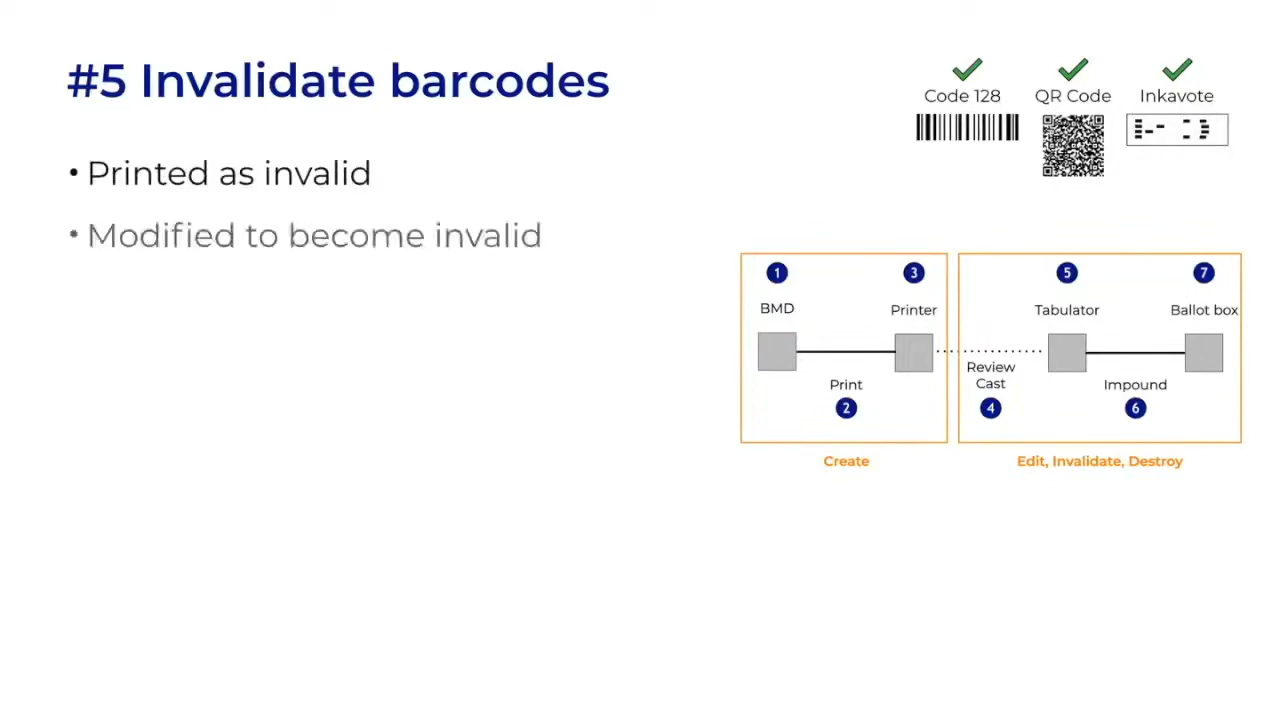 #5 Invalidate barcodes
• Printed as invalid
• Modified to become invalid
Code 128
QR Code
Inkavote
1
3
BMD
Printer
Print
2
Create
5
7
Tabulator
Ballot box
Review
Cast
4
Impound
6
Edit, Invalidate, Destroy